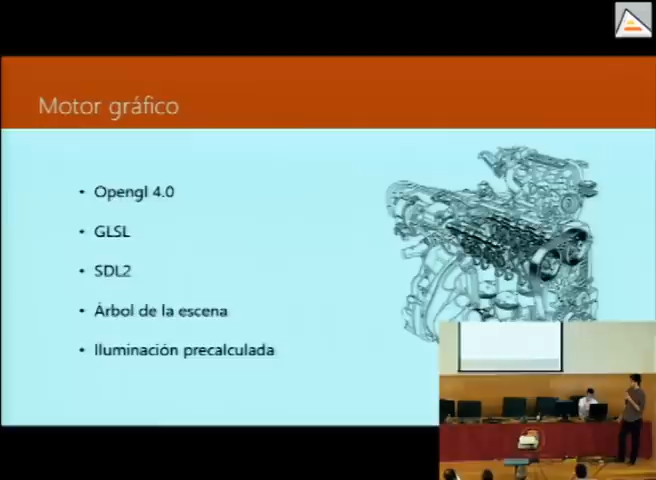 Motor gráfico
• Opengl 4.0
• GLSL
• SDL2
• Árbol de la escena
• Iluminación precalculada